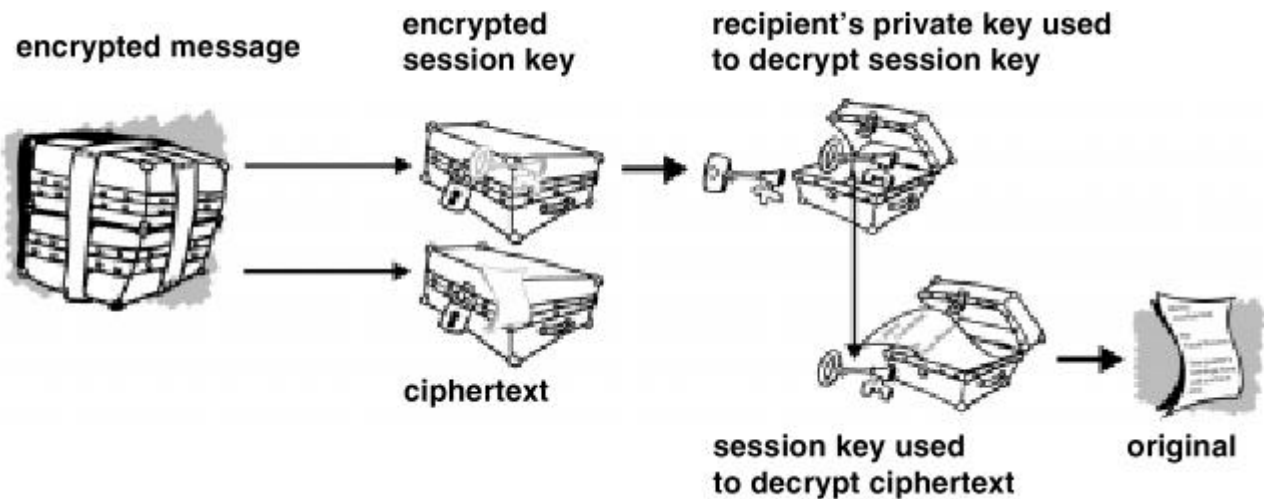 encrypted message
encrypted
session key
recipient's private key used
to decrypt session key
ciphertext
session key used
to decrypt ciphertext
original